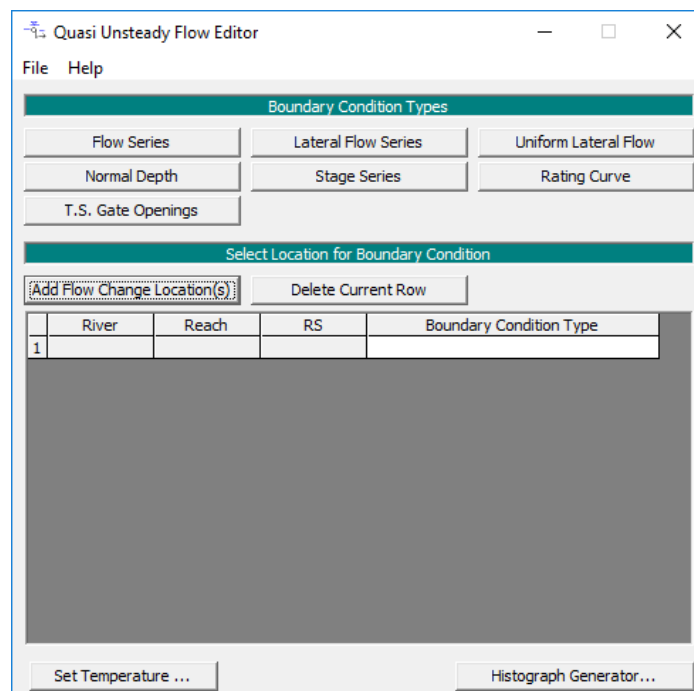 Quasi Unsteady Flow Editor
File Help
Boundary Condition Types
Flow Series Lateral Flow Series Uniform Lateral Flow
Normal Depth Stage Series Rating Curve
T.S. Gate Openings
Select Location for Boundary Condition
Add Flow Change Location(s) Delete Current Row
River Reach RS Boundary Condition Type
1
Set Temperature ... Histograph Generator...